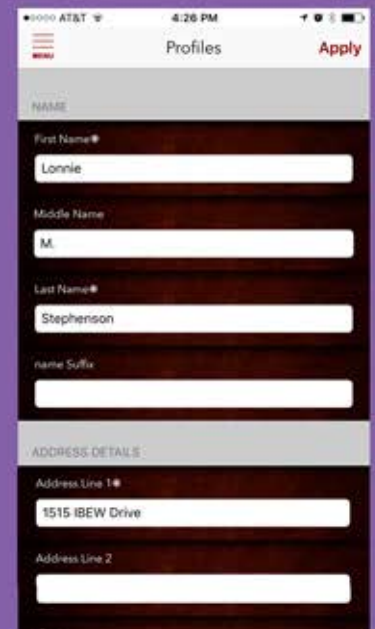 AT&T 4:26 PM
MENU Profiles Apply
NAME
First Name*
Lonnie
Middle Name
M.
Last Name*
Stephenson
name Suffix
ADDRESS DETAILS
Address Line 1*
1515 IBEW Drive
Address Line 2